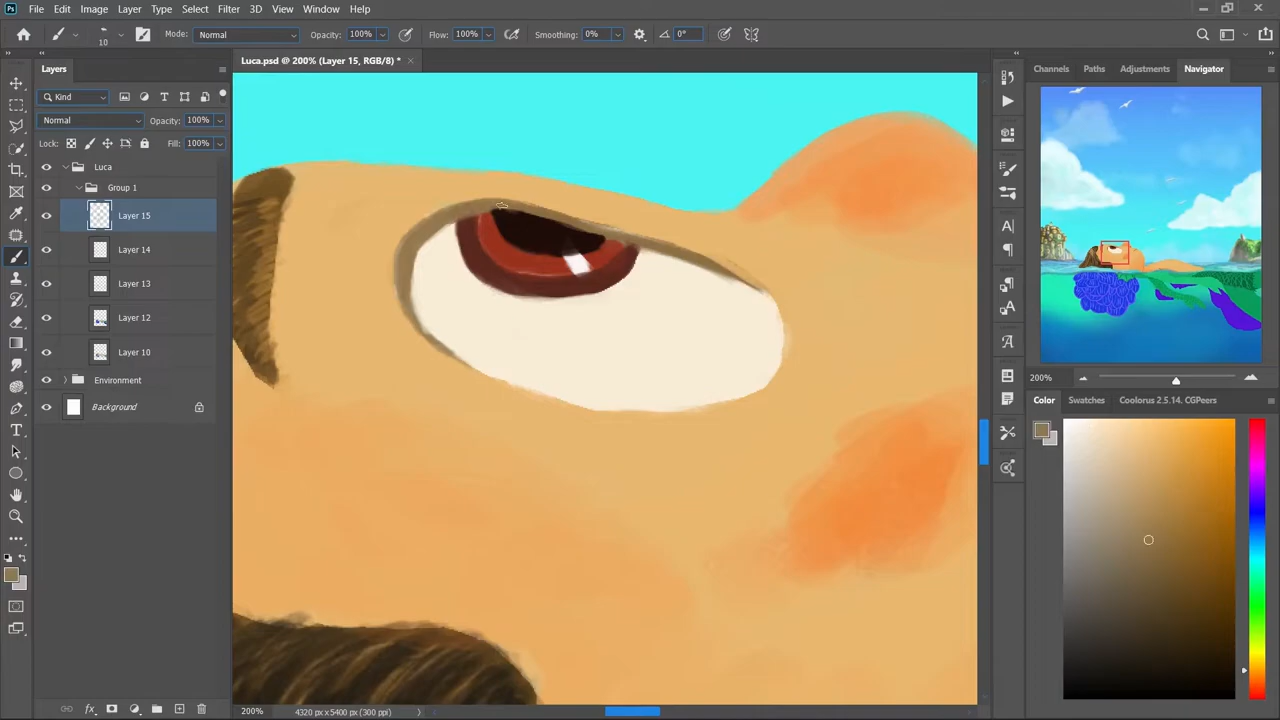 Ps File Edit Image Layer Type Select Filter 3D View Window Help
10 Mode: Normal Opacity: 100% Flow: 100% Smoothing: 0% 0°
Luca.psd @ 200% (Layer 15, RGB/8) *
Layers
Kind
Normal Opacity: 100%
Lock: Fill: 100%
Luca
Group 1
Layer 15
Layer 14
Layer 13
Layer 12
Layer 10
Environment
Background
fx
200% 4320 px x 5400 px (300 ppi)
Channels Paths Adjustments Navigator
200%
Color Swatches Coolorus 2.5.14. CGPeers